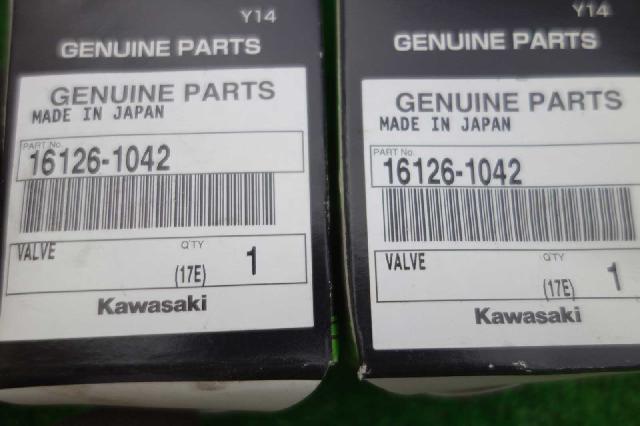 Y14
GENUINE PARTS
GENUINE PARTS
MADE IN JAPAN
PART No.
16126-1042
VALVE
Q'TY
(17E)
1
Kawasaki
Y14
GENUINE PARTS
GENUINE PARTS
MADE IN JAPAN
PART No.
16126-1042
VALVE
Q'TY
(17E)
1
Kawasaki